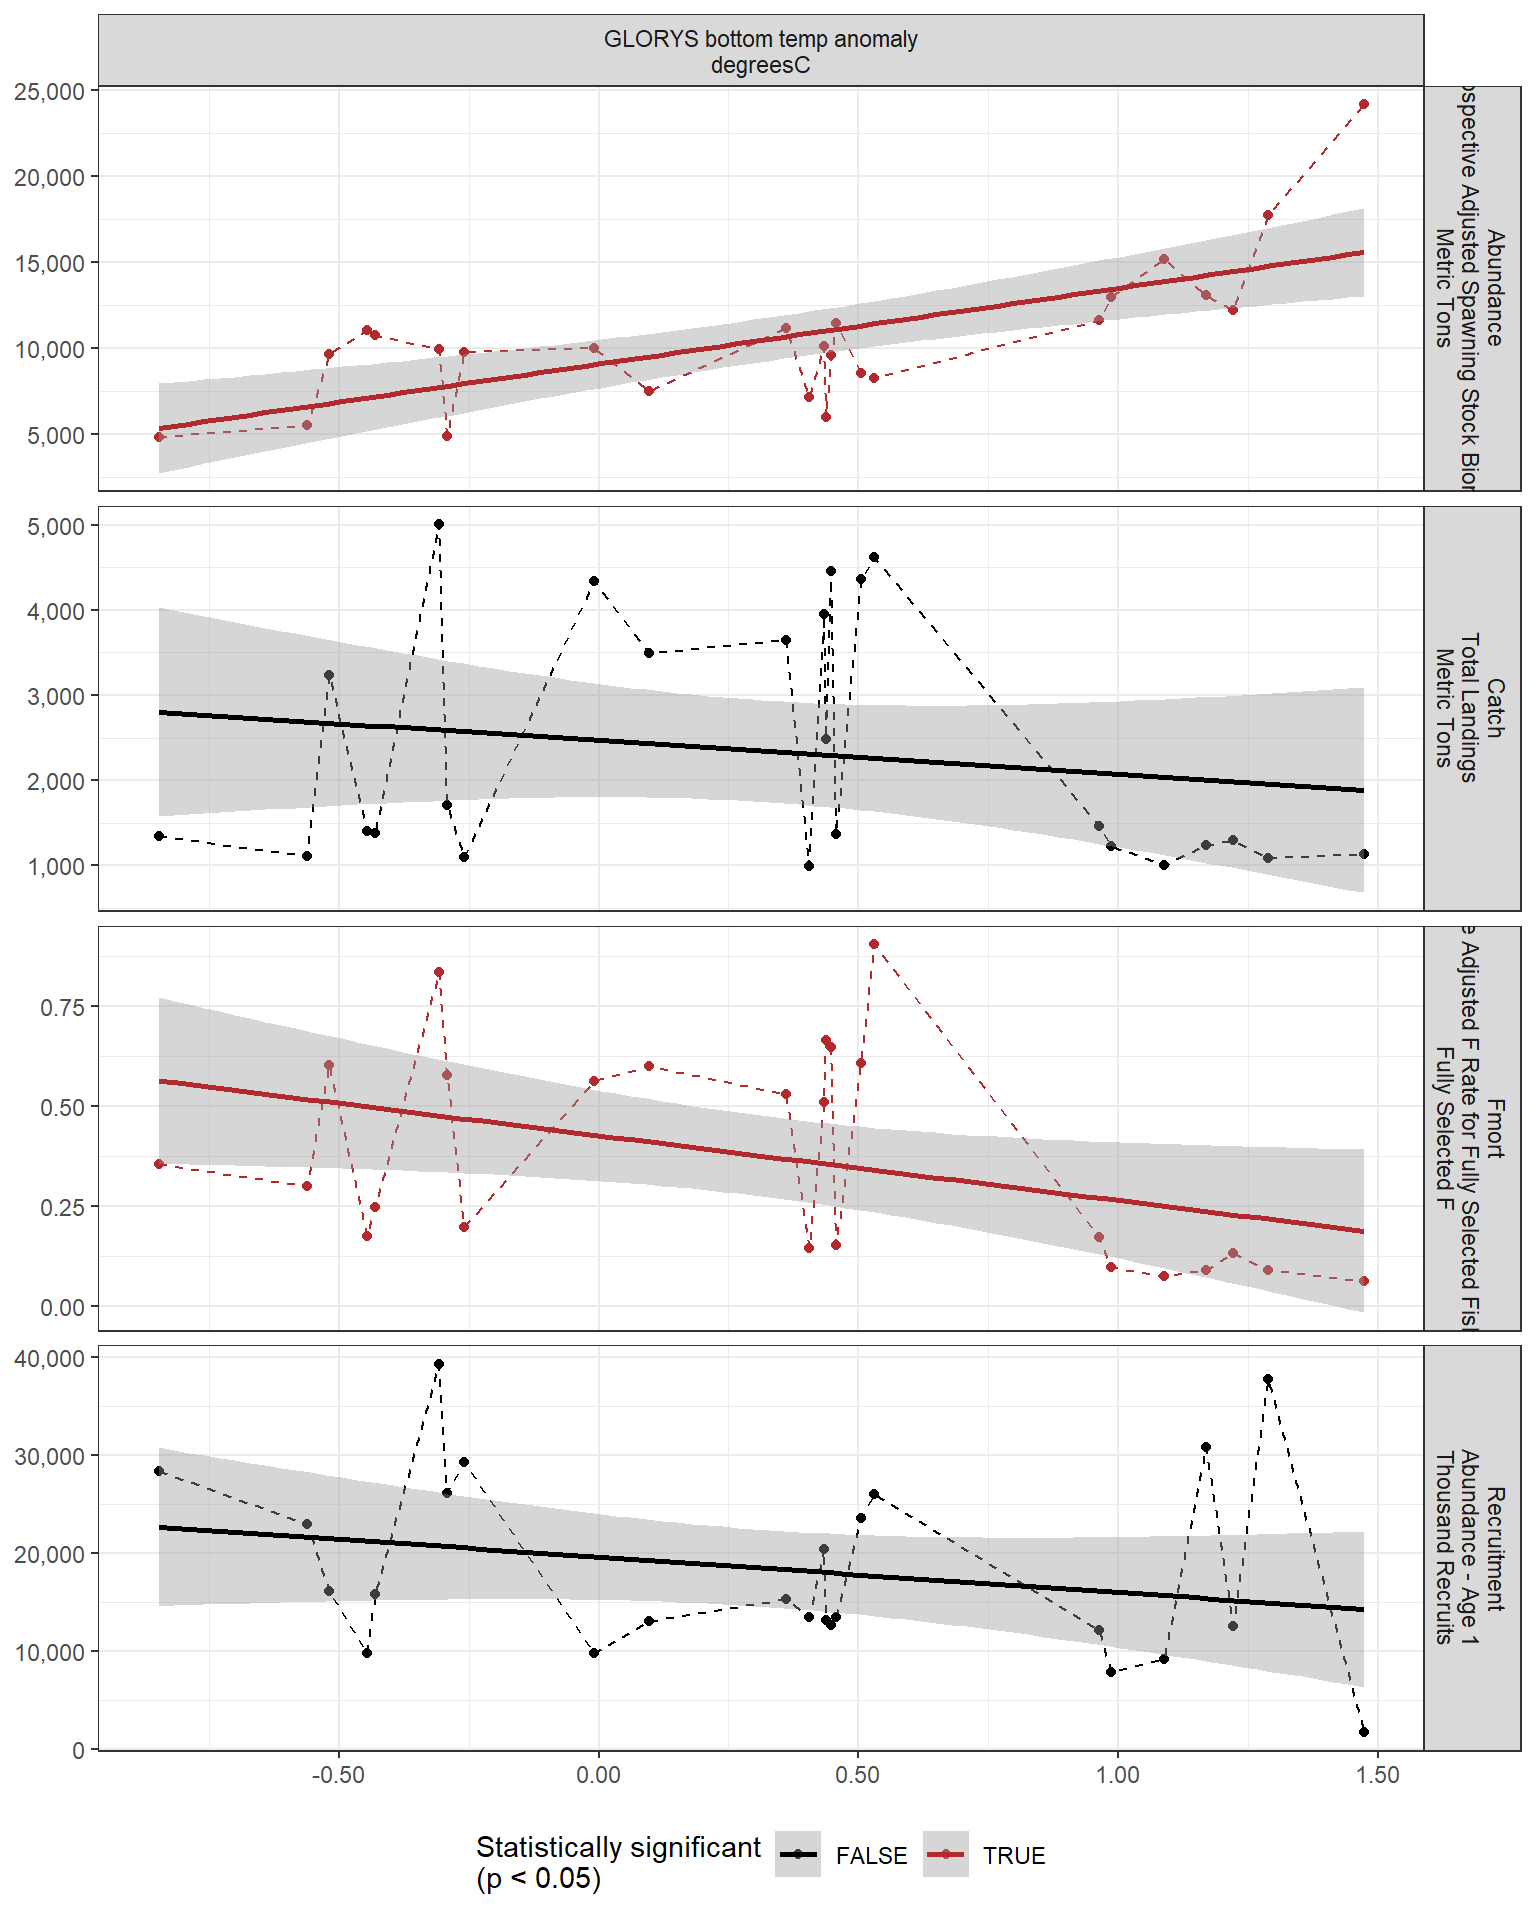 GLORYS bottom temp anomaly
degreesC
25,000
20,000
15,000
10,000
5,000
Abundance
Adjusted Spawning Stock
Metric Tons
5,000
4,000
3,000
2,000
1,000
Catch
Total Landings
Metric Tons
0.75
0.50
0.25
0.00
Fmort
Adjusted F Rate for Fully Selected
Fully Selected F
40,000
30,000
20,000
10,000
0
Recruitment
Abundance - Age 1
Thousand Recruits
-0.50
0.00
0.50
1.00
1.50
Statistically significant
(p < 0.05)
FALSE
TRUE